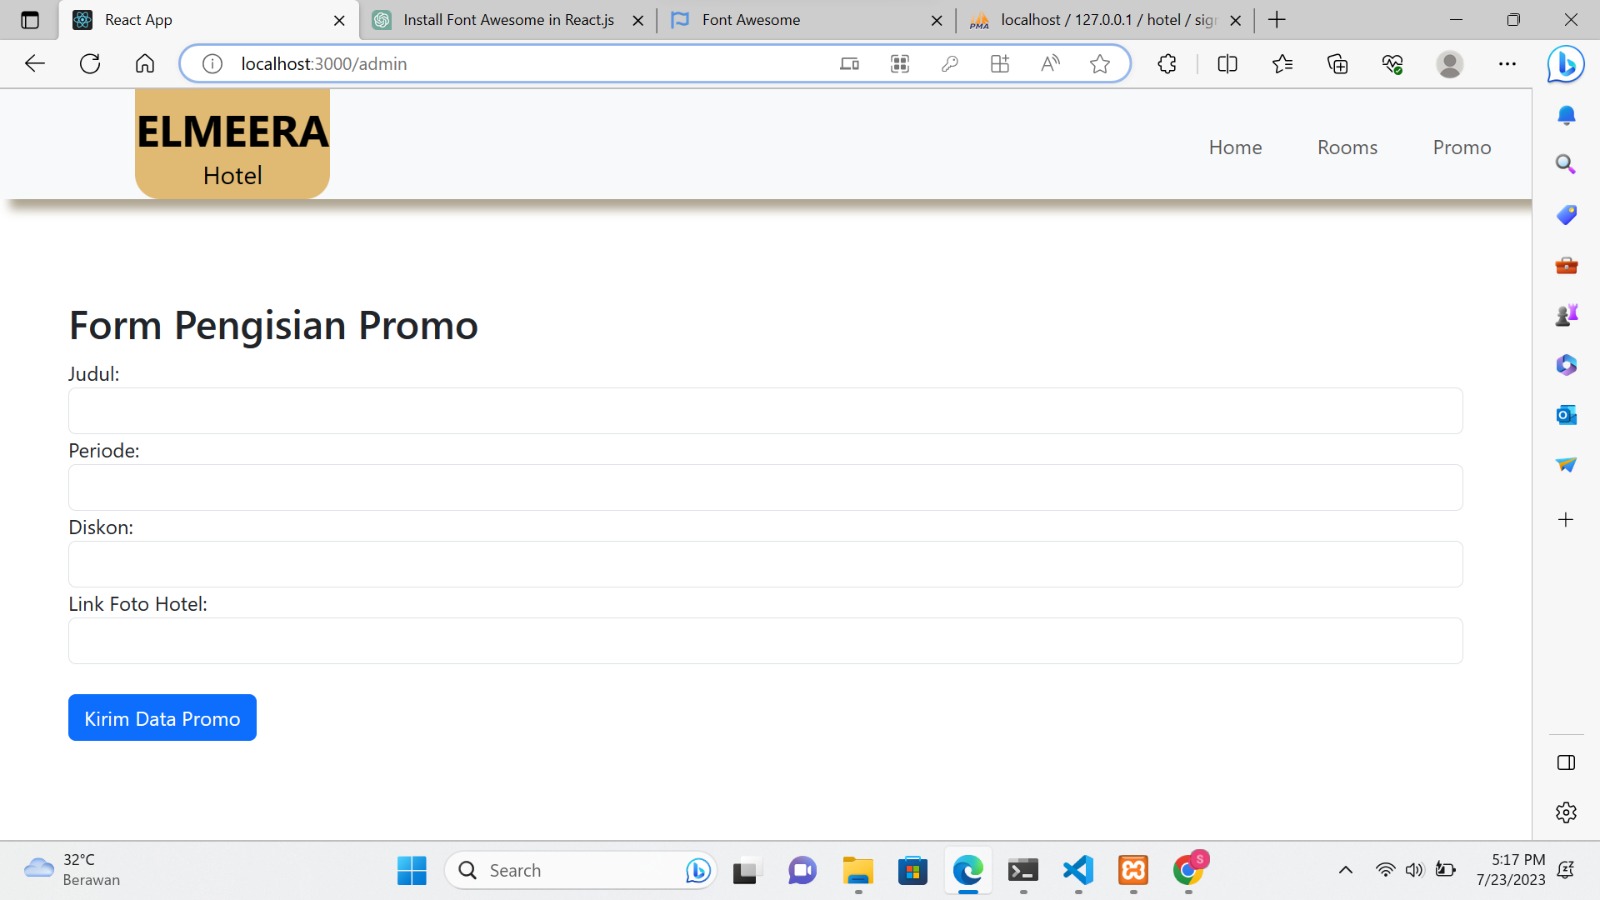 React App
Install Font Awesome in React.js
Font Awesome
PMA
localhost / 127.0.0.1 / hotel / sig
localhost:3000/admin
ELMEERA
Hotel
Home
Rooms
Promo
Form Pengisian Promo
Judul:
Periode:
Diskon:
Link Foto Hotel:
Kirim Data Promo
32°C
Berawan
Search
S
5:17 PM
7/23/2023